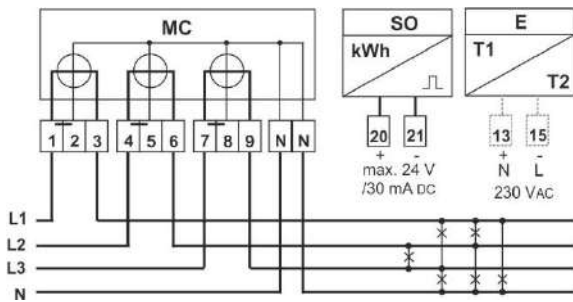 MC
SO
E
kWh
T1
T2
1 2 3 4 5 6 7 8 9 N N
20 21
13 15
+ -
+ -
N L
max. 24 V
/30 mA DC
230 VAC
L1
L2
L3
N